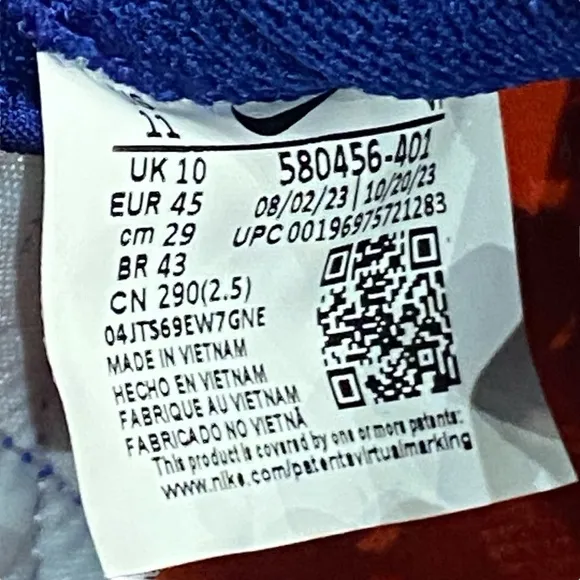 11
UK 10
580456-401
EUR 45
08/02/23 | 10/20/23
cm 29
UPC 00196975721283
BR 43
CN 290(2.5)
04JTS69EW7GNE
MADE IN VIETNAM
HECHO EN VIETNAM
FABRIQUE AU VIETNAM
FABRICADO NO VIETNÃ
This product is covered by one or more patents:
www.nike.com/patentsvirtualmarking